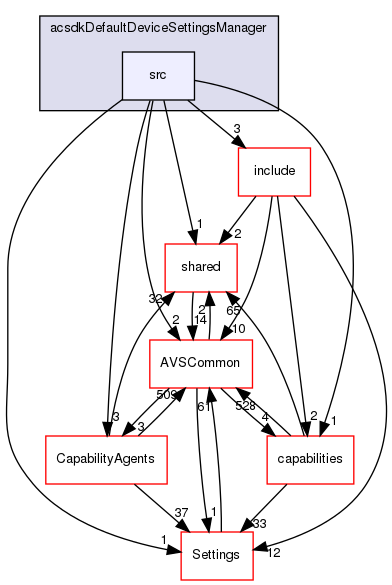 acsdkDefaultDeviceSettingsManager
src
3
include
1
2
shared
32
2
14
65
2
10
AVSCommon
509
61
528
3
3
4
2
1
CapabilityAgents
capabilities
37
1
33
1
12
Settings